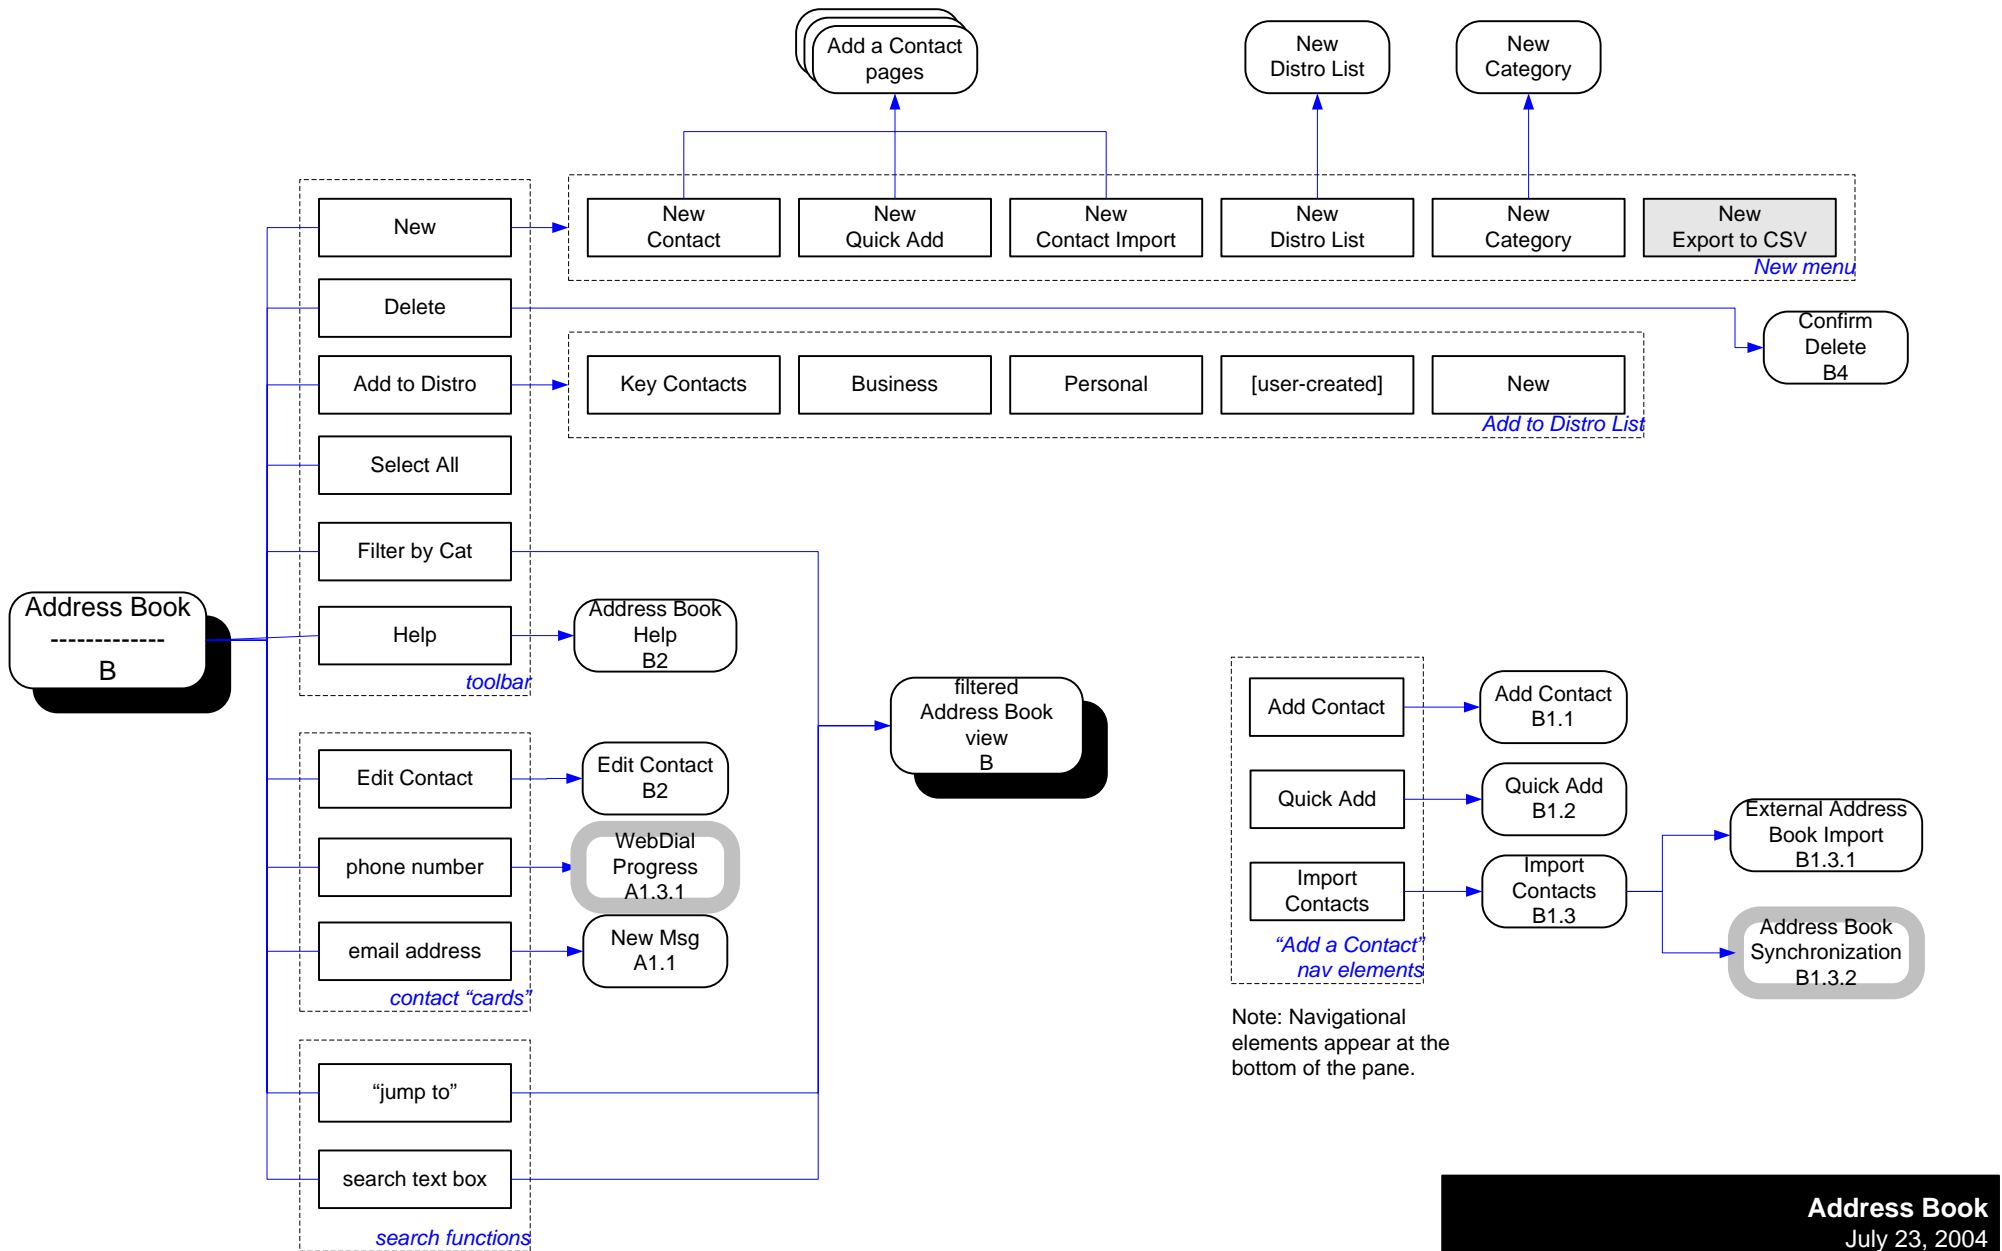 Add a Contact
pages
New
Distro List
New
Category
New
New
Contact
New
Quick Add
New
Contact Import
New
Distro List
New
Category
New
Export to CSV
New menu
Delete
Confirm
Delete
B4
Add to Distro
Key Contacts
Business
Personal
[user-created]
New
Add to Distro List
Select All
Filter by Cat
Address Book
-------------
B
Help
Address Book
Help
B2
toolbar
filtered
Address Book
view
B
Edit Contact
Edit Contact
B2
phone number
WebDial
Progress
A1.3.1
email address
New Msg
A1.1
contact “cards”
“jump to”
search text box
search functions
Add Contact
Add Contact
B1.1
Quick Add
Quick Add
B1.2
Import
Contacts
Import
Contacts
B1.3
External Address
Book Import
B1.3.1
Address Book
Synchronization
B1.3.2
“Add a Contact”
nav elements
Note: Navigational
elements appear at the
bottom of the pane.
Address Book
July 23, 2004